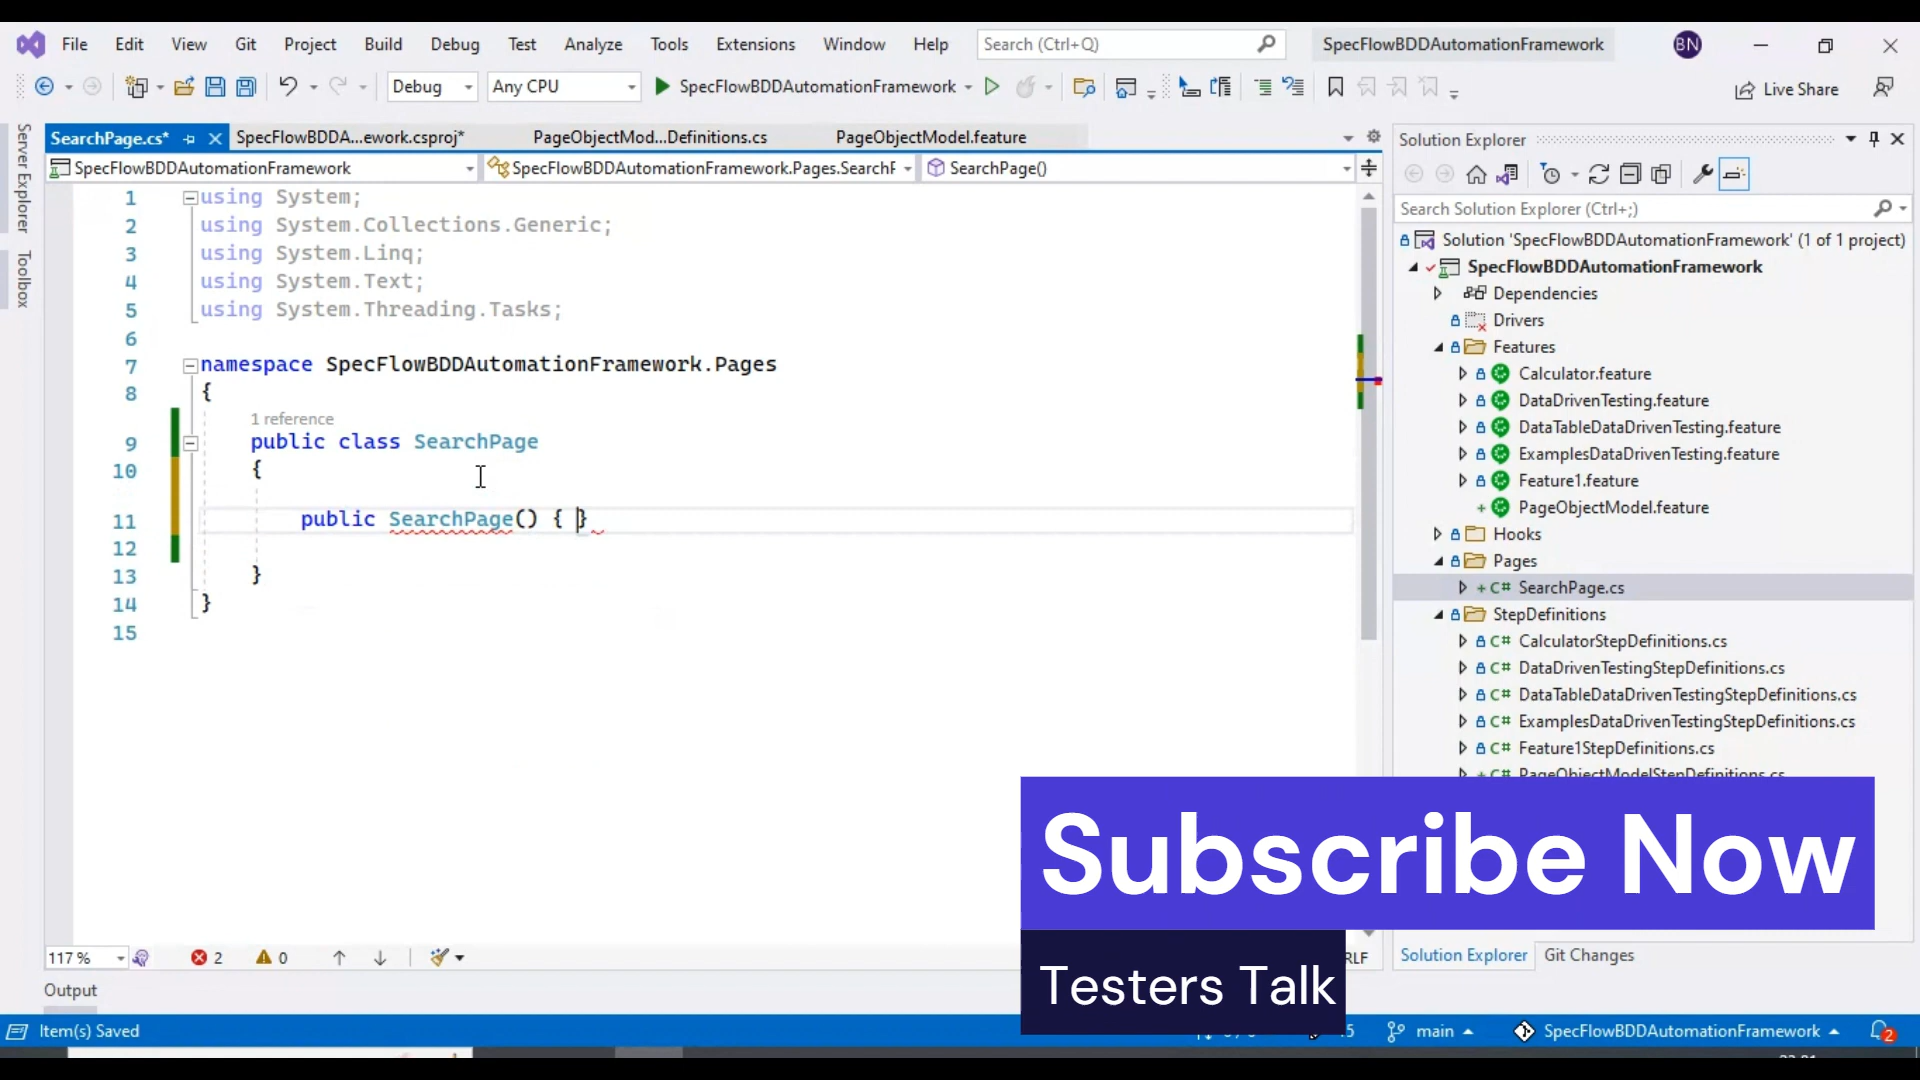 File Edit View Git Project Build Debug Test Analyze Tools Extensions Window Help Search (Ctrl+Q) SpecFlowBDDAutomationFramework BN
Debug Any CPU SpecFlowBDDAutomationFramework Live Share
Server Explorer
Toolbox
SearchPage.cs* SpecFlowBDDA...ework.csproj* PageObjectMod...Definitions.cs PageObjectModel.feature
SpecFlowBDDAutomationFramework SpecFlowBDDAutomationFramework.Pages.SearchF SearchPage()
1 using System;
2 using System.Collections.Generic;
3 using System.Linq;
4 using System.Text;
5 using System.Threading.Tasks;
6
7 namespace SpecFlowBDDAutomationFramework.Pages
8 {
1 reference
9 public class SearchPage
10 {
11 public SearchPage() { }
12
13 }
14 }
15
Solution Explorer
Search Solution Explorer (Ctrl+;)
Solution 'SpecFlowBDDAutomationFramework' (1 of 1 project)
SpecFlowBDDAutomationFramework
Dependencies
Drivers
Features
Calculator.feature
DataDrivenTesting.feature
DataTableDataDrivenTesting.feature
ExamplesDataDrivenTesting.feature
Feature1.feature
PageObjectModel.feature
Hooks
Pages
C# SearchPage.cs
StepDefinitions
C# CalculatorStepDefinitions.cs
C# DataDrivenTestingStepDefinitions.cs
C# DataTableDataDrivenTestingStepDefinitions.cs
C# ExamplesDataDrivenTestingStepDefinitions.cs
C# Feature1StepDefinitions.cs
C# PageObjectModelStepDefinitions.cs
Subscribe Now
Testers Talk
117 % 2 0 RLF
Solution Explorer Git Changes
Output
Item(s) Saved main SpecFlowBDDAutomationFramework 2